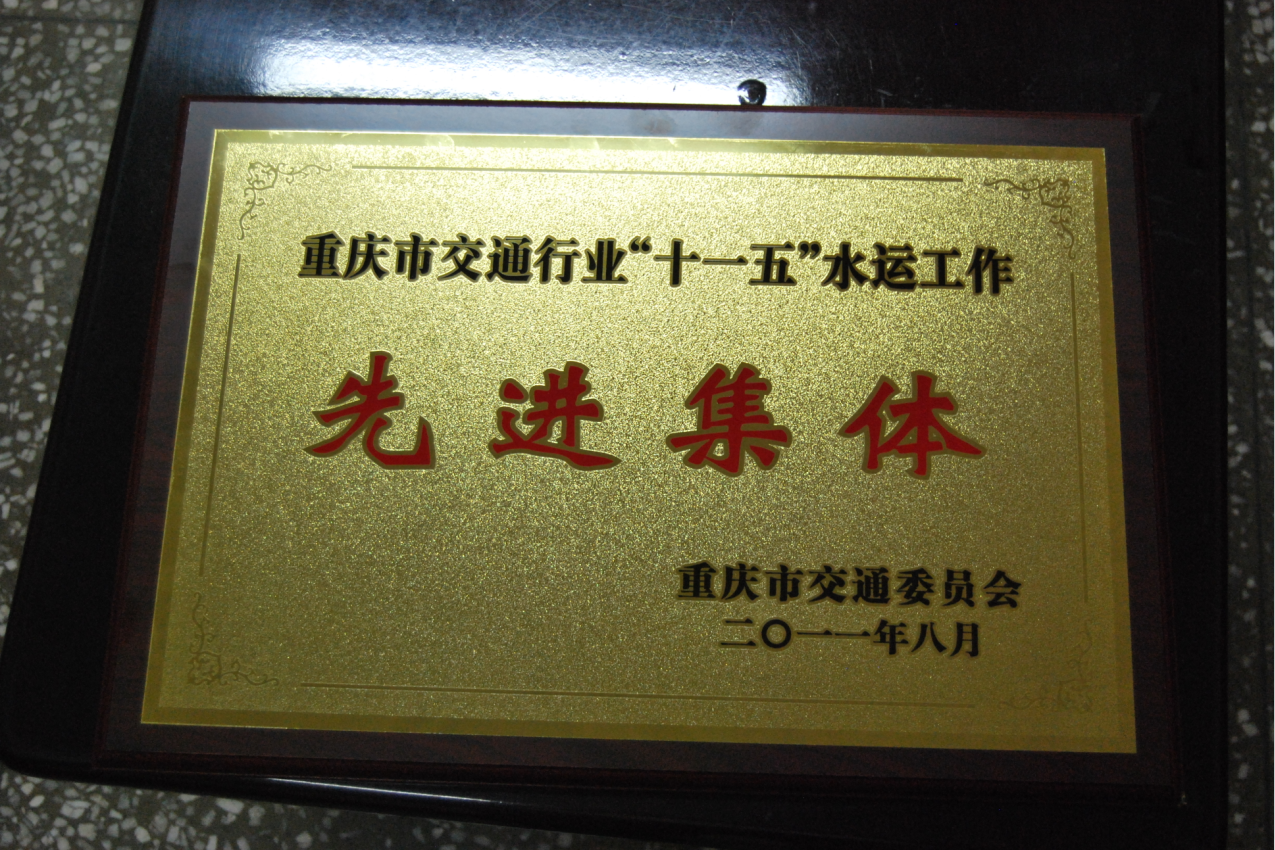 重庆市交通行业“十一五”水运工作
先进集体
重庆市交通委员会
二〇一一年八月